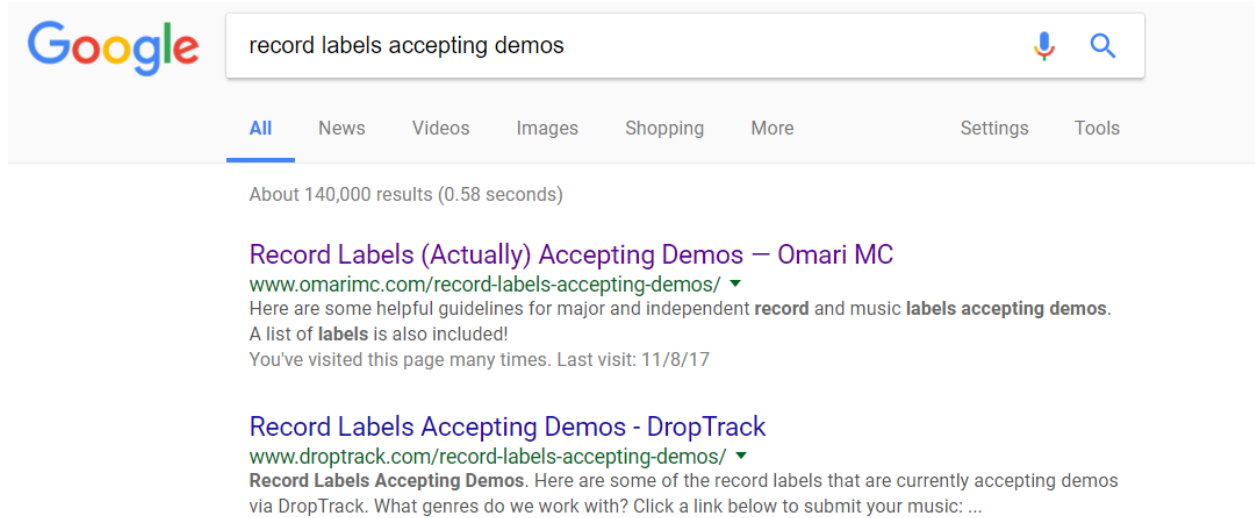 Google record labels accepting demos
All News Videos Images Shopping More Settings Tools
About 140,000 results (0.58 seconds)
Record Labels (Actually) Accepting Demos — Omari MC
www.omarimc.com/record-labels-accepting-demos/
Here are some helpful guidelines for major and independent record and music labels accepting demos.
A list of labels is also included!
You've visited this page many times. Last visit: 11/8/17
Record Labels Accepting Demos - DropTrack
www.droptrack.com/record-labels-accepting-demos/
Record Labels Accepting Demos. Here are some of the record labels that are currently accepting demos
via DropTrack. What genres do we work with? Click a link below to submit your music: ...